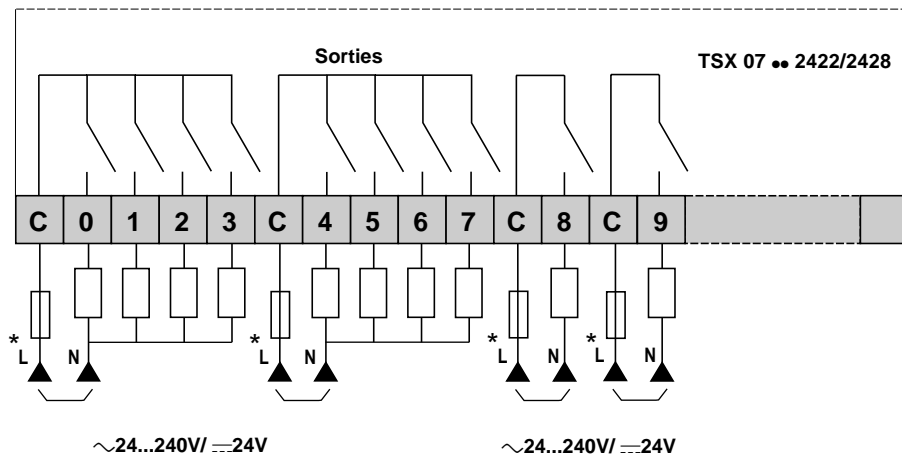 Sorties
TSX 07 •• 2422/2428
C 0 1 2 3 C 4 5 6 7 C 8 C 9
* L N * L N * L N * L N
~24...240V/ ⎓24V ~24...240V/ ⎓24V